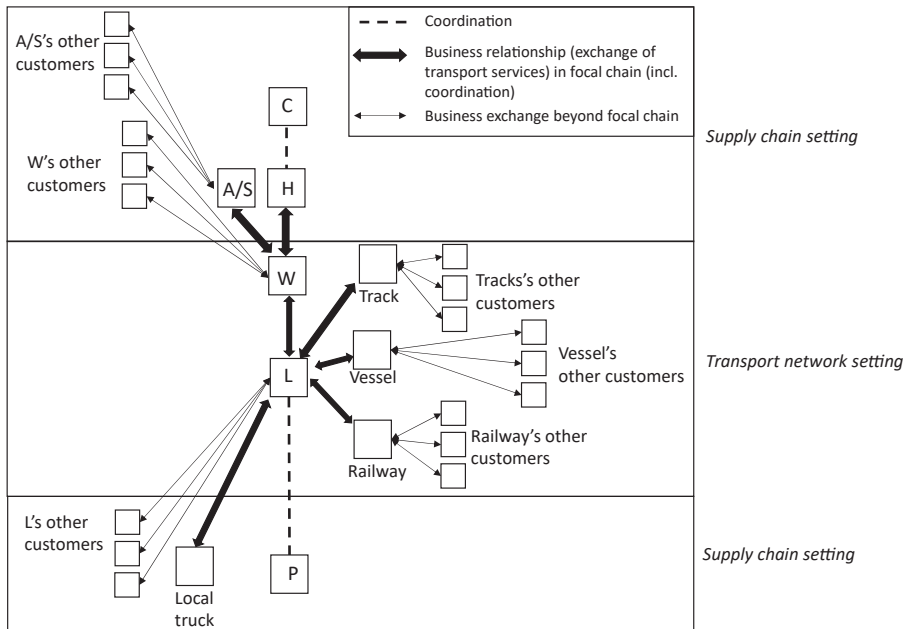 Coordination
Business relationship (exchange of
transport services) in focal chain (incl.
coordination)
Business exchange beyond focal chain
A/S's other
customers
C
Supply chain setting
W's other
customers
A/S
H
W
Track
Tracks's other
customers
L
Vessel
Vessel's
other customers
Transport network setting
Railway
Railway's other
customers
L's other
customers
Local
truck
P
Supply chain setting